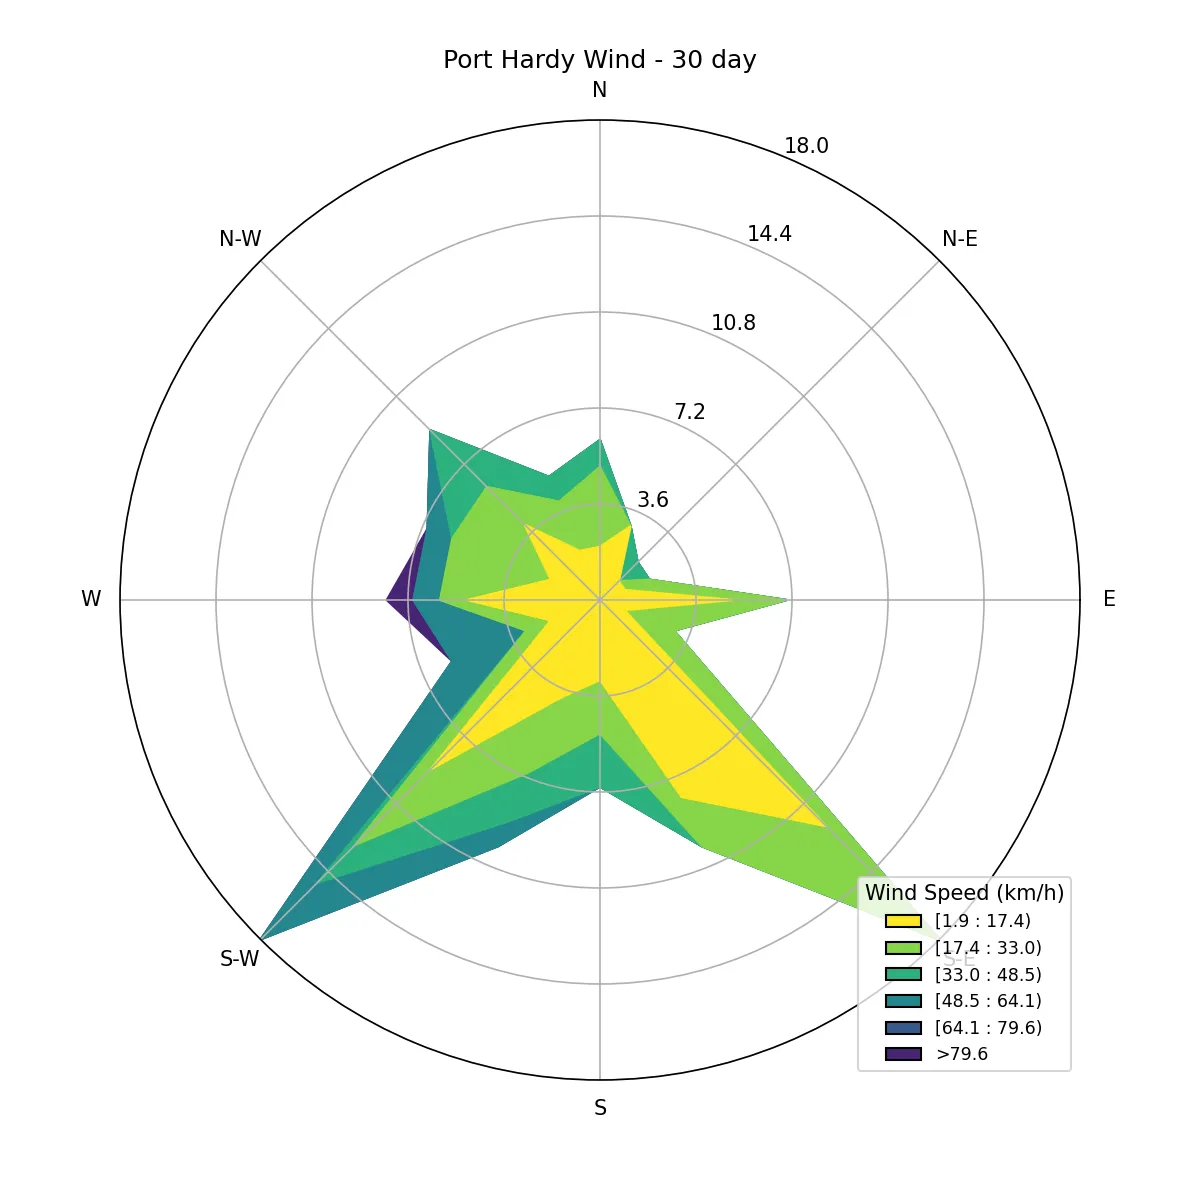 Port Hardy Wind - 30 day
N
18.0
14.4
N-W
N-E
10.8
7.2
3.6
W
E
Wind Speed (km/h)
[1.9 : 17.4)
[17.4 : 33.0)
S-W
S-E
[33.0 : 48.5)
[48.5 : 64.1)
[64.1 : 79.6)
>79.6
S